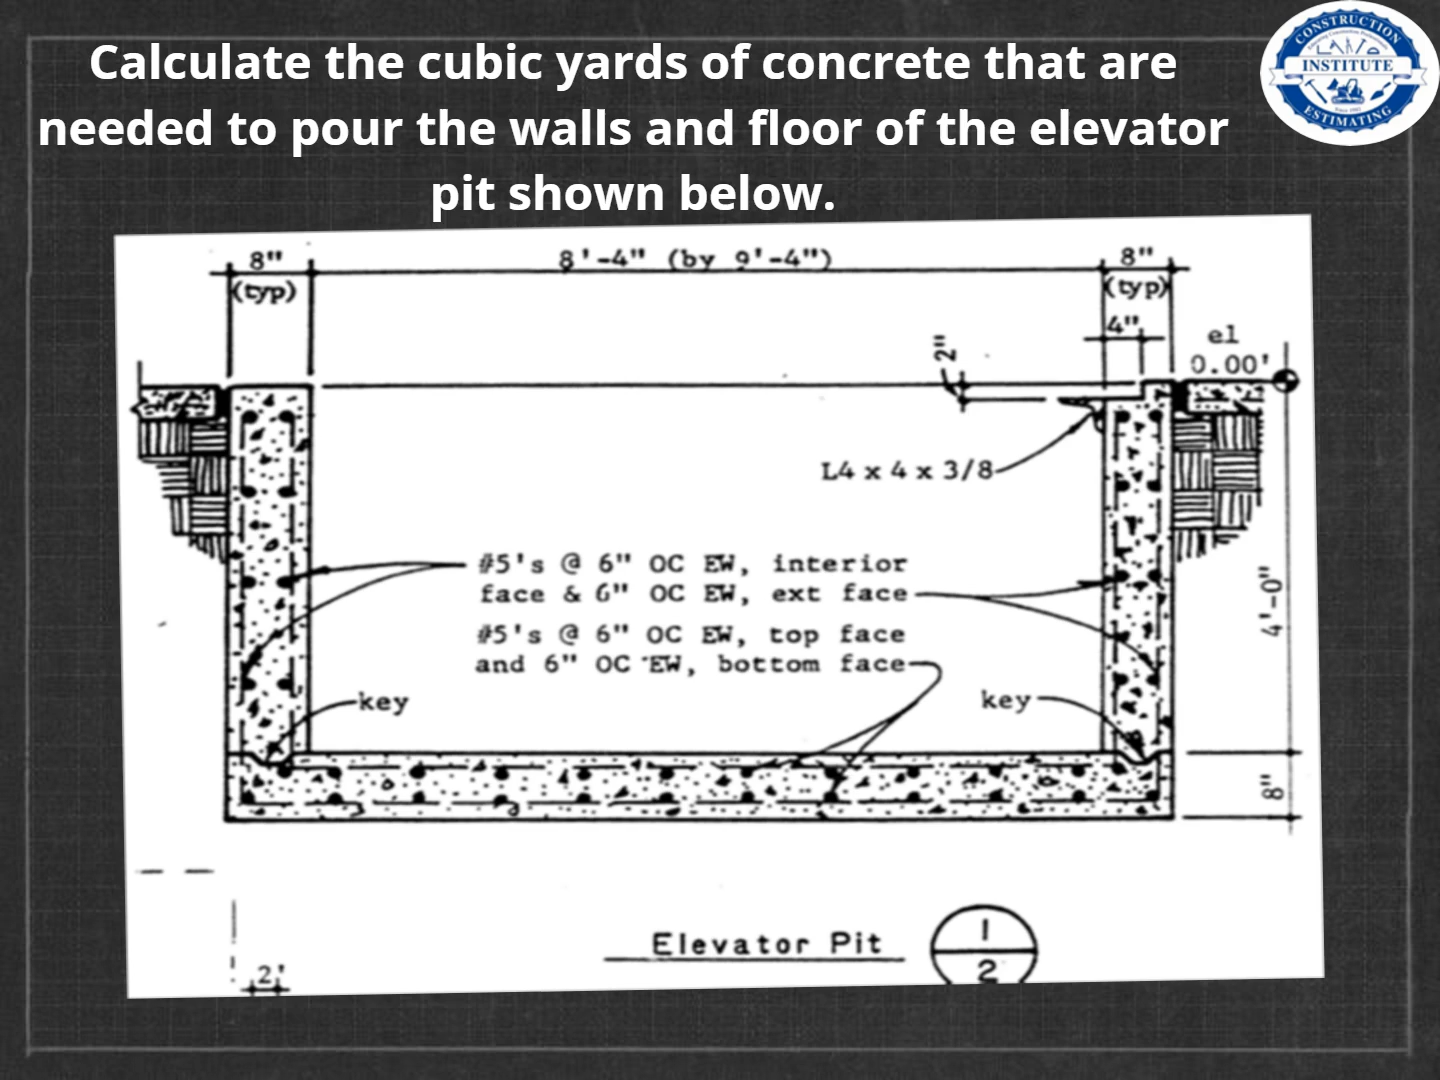 Calculate the cubic yards of concrete that are
needed to pour the walls and floor of the elevator
pit shown below.
CONSTRUCTION
INSTITUTE
ESTIMATING
8" 8'-4" (by 9'-4") 8"
(typ) (typ)
4"
2"
el
0.00'
L4 x 4 x 3/8
#5's @ 6" OC EW, interior
face & 6" OC EW, ext face
#5's @ 6" OC EW, top face
and 6" OC EW, bottom face
4'-0"
key key
8"
Elevator Pit
1
2
2'